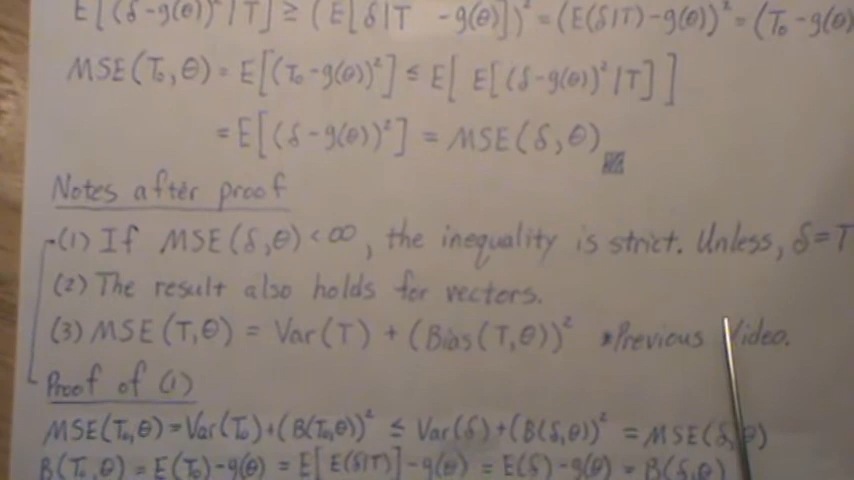 E[(δ-g(θ))²|T] ≥ (E[δ|T -g(θ)])² = (E(δ|T)-g(θ))² = (T₀-g(θ)
MSE(T₀,θ) = E[(T₀-g(θ))²] ≤ E[ E[(δ-g(θ))²|T] ]
= E[(δ-g(θ))²] = MSE(δ,θ)
Notes after proof
(1) If MSE(δ,θ)<∞, the inequality is strict. Unless, δ=T
(2) The result also holds for vectors.
(3) MSE(T,θ) = Var(T) + (Bias(T,θ))² *Previous Video.
Proof of (1)
MSE(T₀,θ)=Var(T₀)+(B(T₀,θ))² ≤ Var(δ)+(B(δ,θ))² = MSE(δ,θ)
B(T₀,θ) = E(T₀)-g(θ) = E[E(δ|T)]-g(θ) = E(δ)-g(θ) = B(δ,θ)